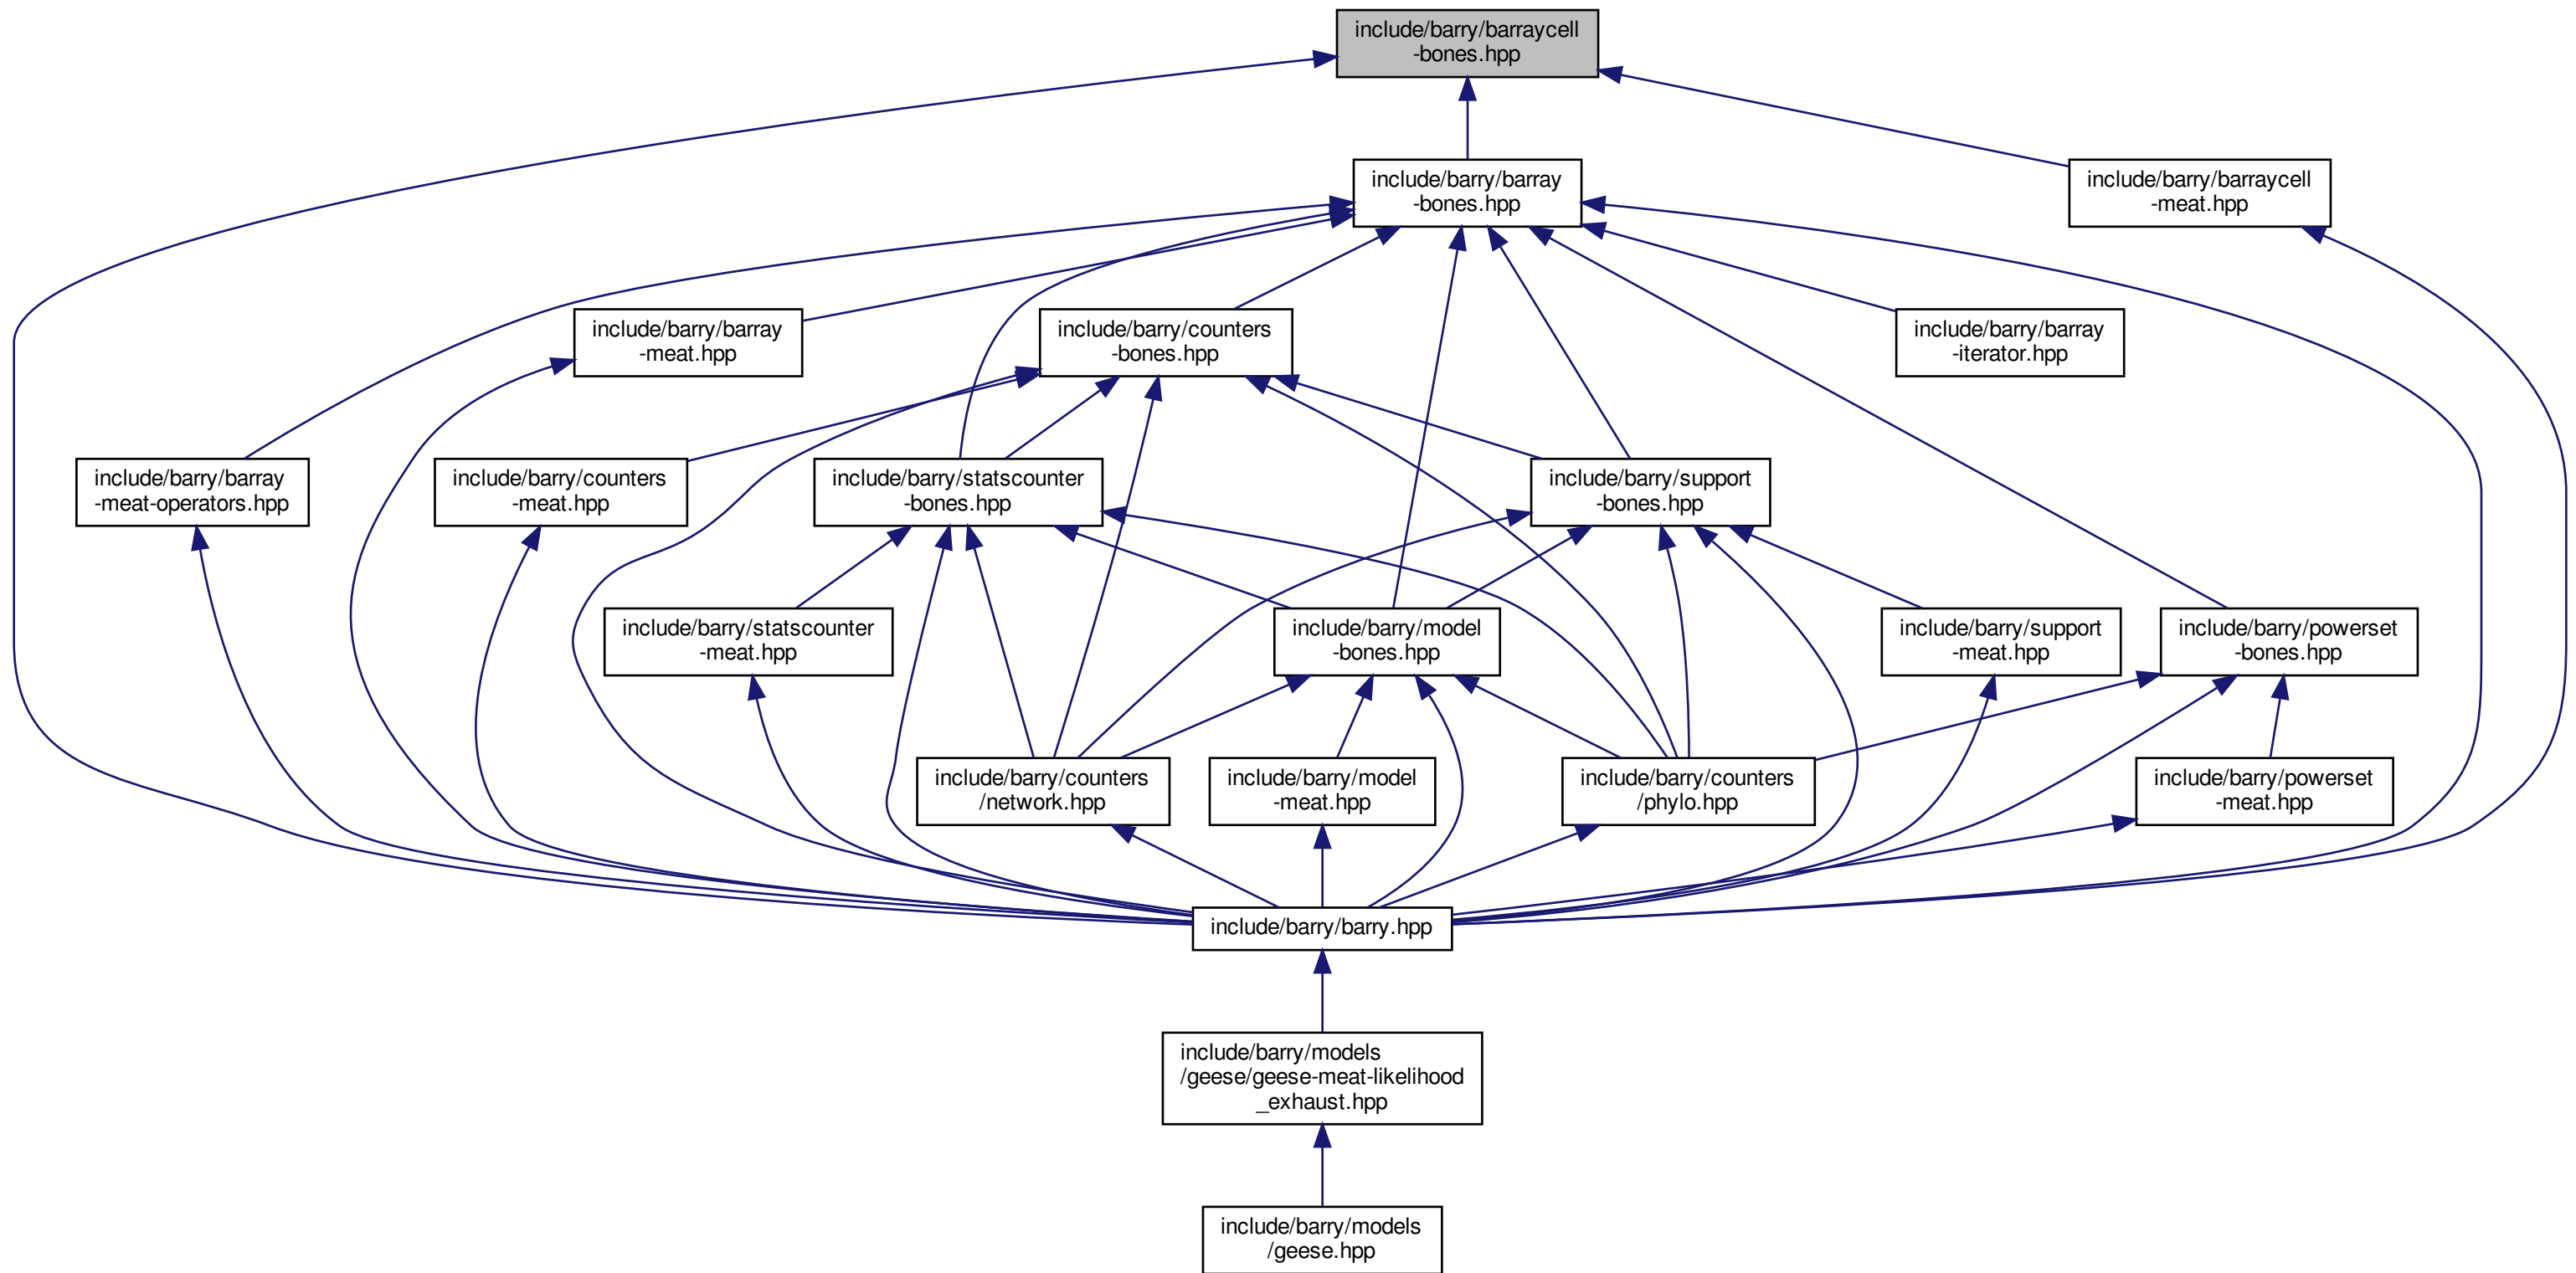 include/barry/barraycell
-bones.hpp
include/barry/barray
-bones.hpp
include/barry/barraycell
-meat.hpp
include/barry/barray
-meat.hpp
include/barry/counters
-bones.hpp
include/barry/barray
-iterator.hpp
include/barry/barray
-meat-operators.hpp
include/barry/counters
-meat.hpp
include/barry/statscounter
-bones.hpp
include/barry/support
-bones.hpp
include/barry/statscounter
-meat.hpp
include/barry/model
-bones.hpp
include/barry/support
-meat.hpp
include/barry/powerset
-bones.hpp
include/barry/counters
/network.hpp
include/barry/model
-meat.hpp
include/barry/counters
/phylo.hpp
include/barry/powerset
-meat.hpp
include/barry/barry.hpp
include/barry/models
/geese/geese-meat-likelihood
_exhaust.hpp
include/barry/models
/geese.hpp